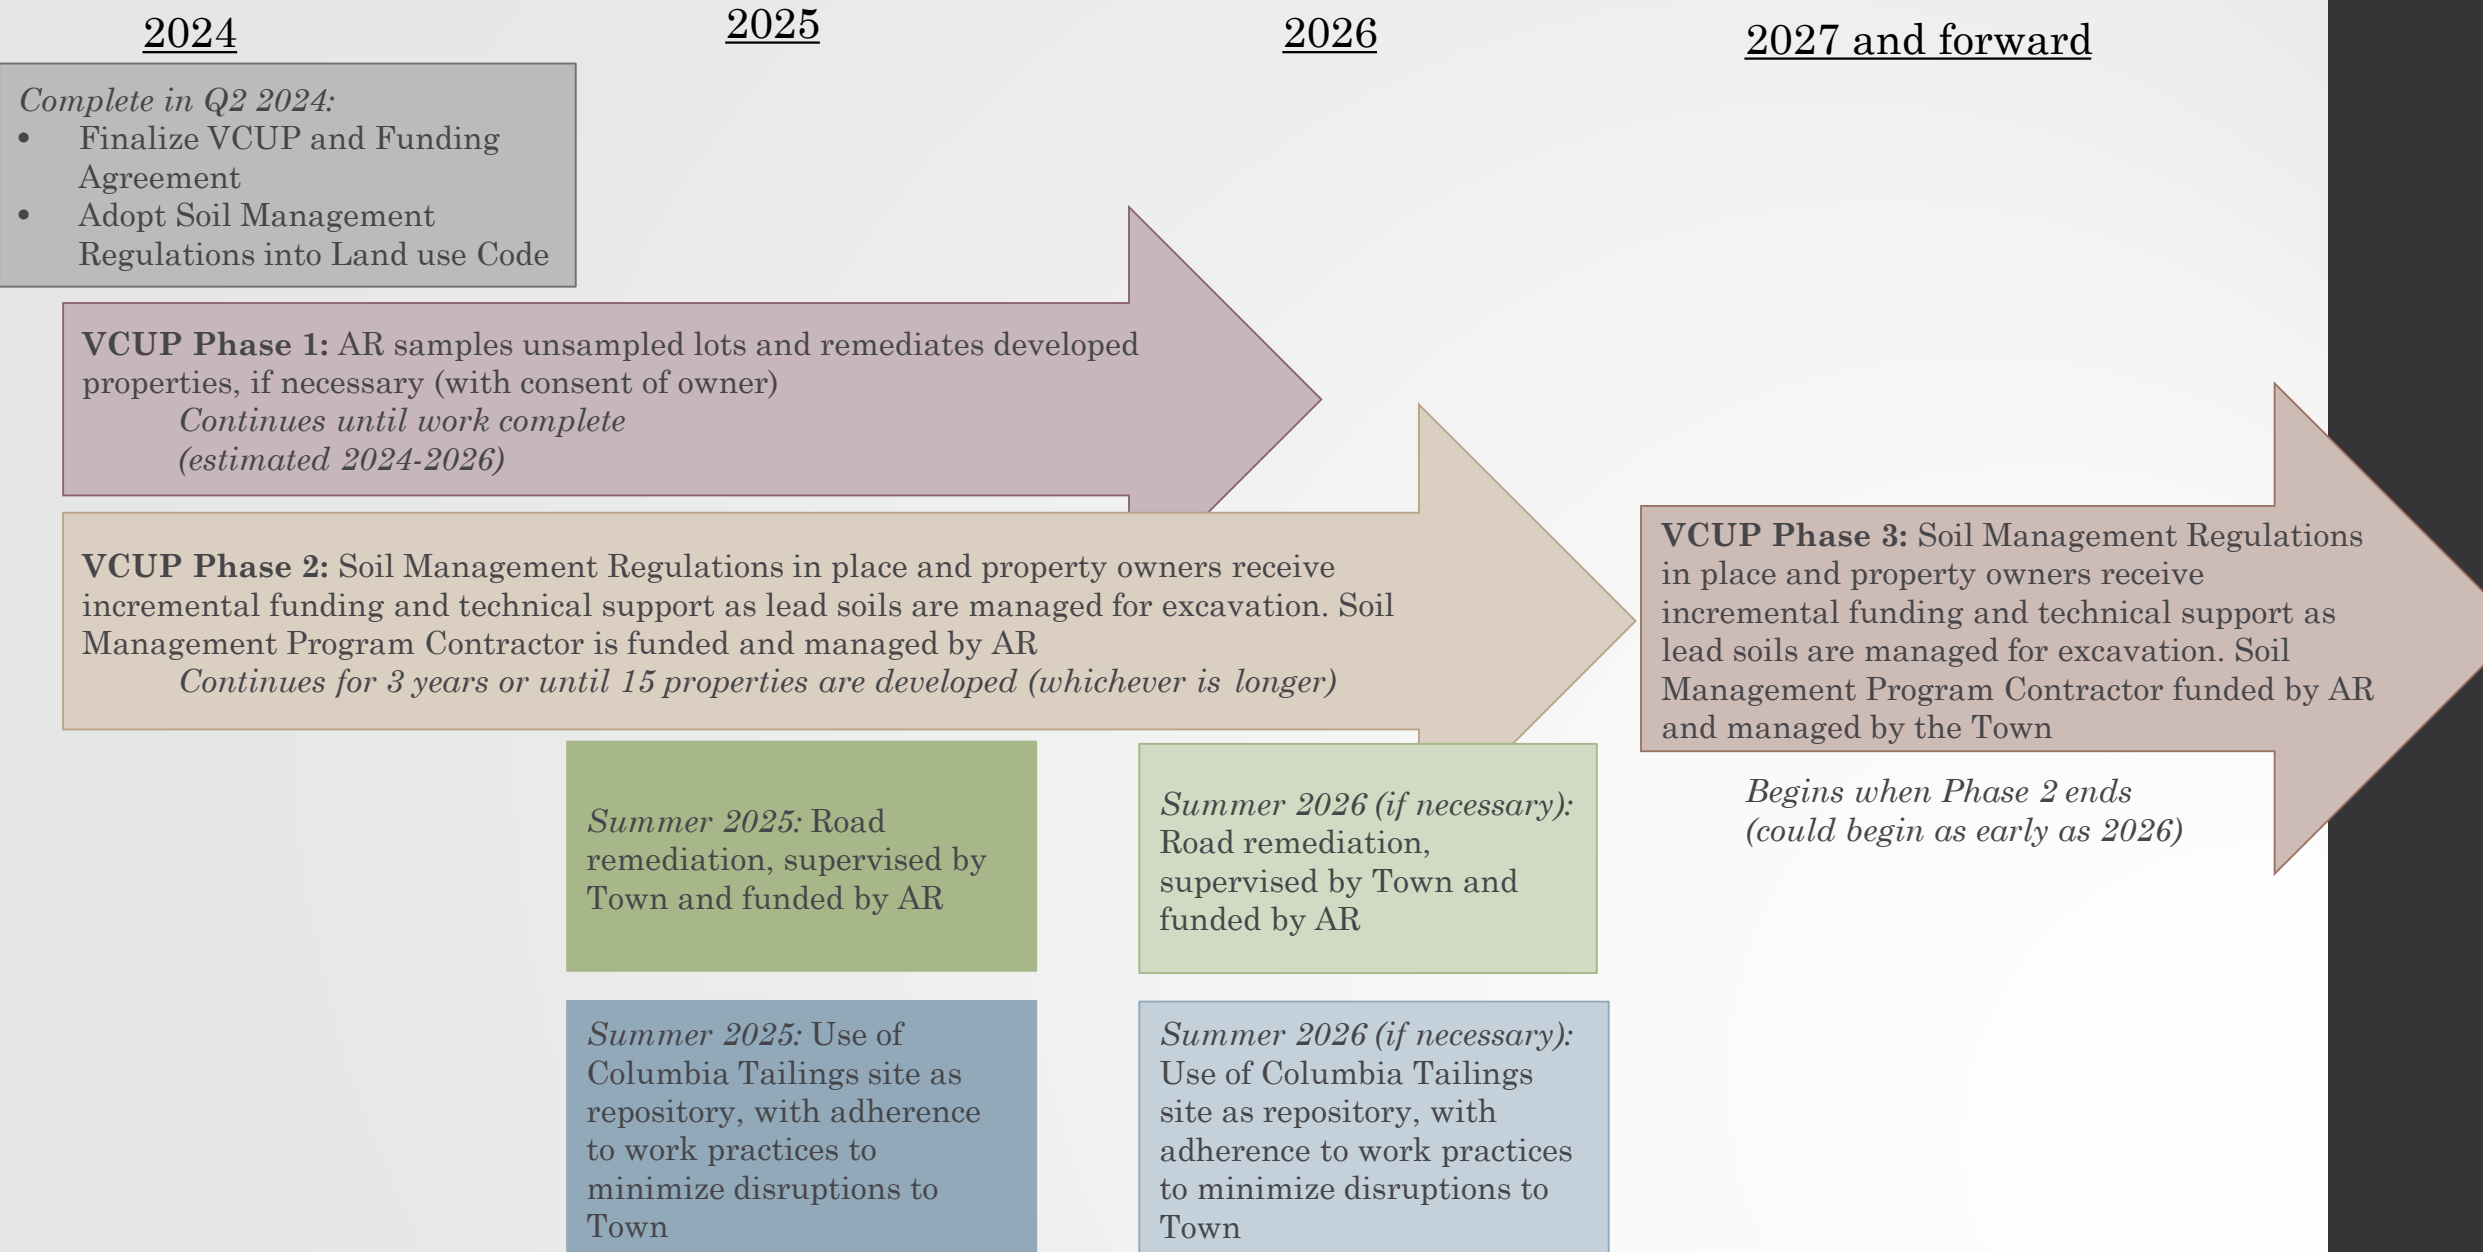 2024
2025
2026
2027 and forward
Complete in Q2 2024:
• Finalize VCUP and Funding
Agreement
• Adopt Soil Management
Regulations into Land use Code
VCUP Phase 1: AR samples unsampled lots and remediates developed
properties, if necessary (with consent of owner)
Continues until work complete
(estimated 2024-2026)
VCUP Phase 2: Soil Management Regulations in place and property owners receive
incremental funding and technical support as lead soils are managed for excavation. Soil
Management Program Contractor is funded and managed by AR
Continues for 3 years or until 15 properties are developed (whichever is longer)
VCUP Phase 3: Soil Management Regulations
in place and property owners receive
incremental funding and technical support as
lead soils are managed for excavation. Soil
Management Program Contractor funded by AR
and managed by the Town
Begins when Phase 2 ends
(could begin as early as 2026)
Summer 2025: Road
remediation, supervised by
Town and funded by AR
Summer 2026 (if necessary):
Road remediation,
supervised by Town and
funded by AR
Summer 2025: Use of
Columbia Tailings site as
repository, with adherence
to work practices to
minimize disruptions to
Town
Summer 2026 (if necessary):
Use of Columbia Tailings
site as repository, with
adherence to work practices
to minimize disruptions to
Town